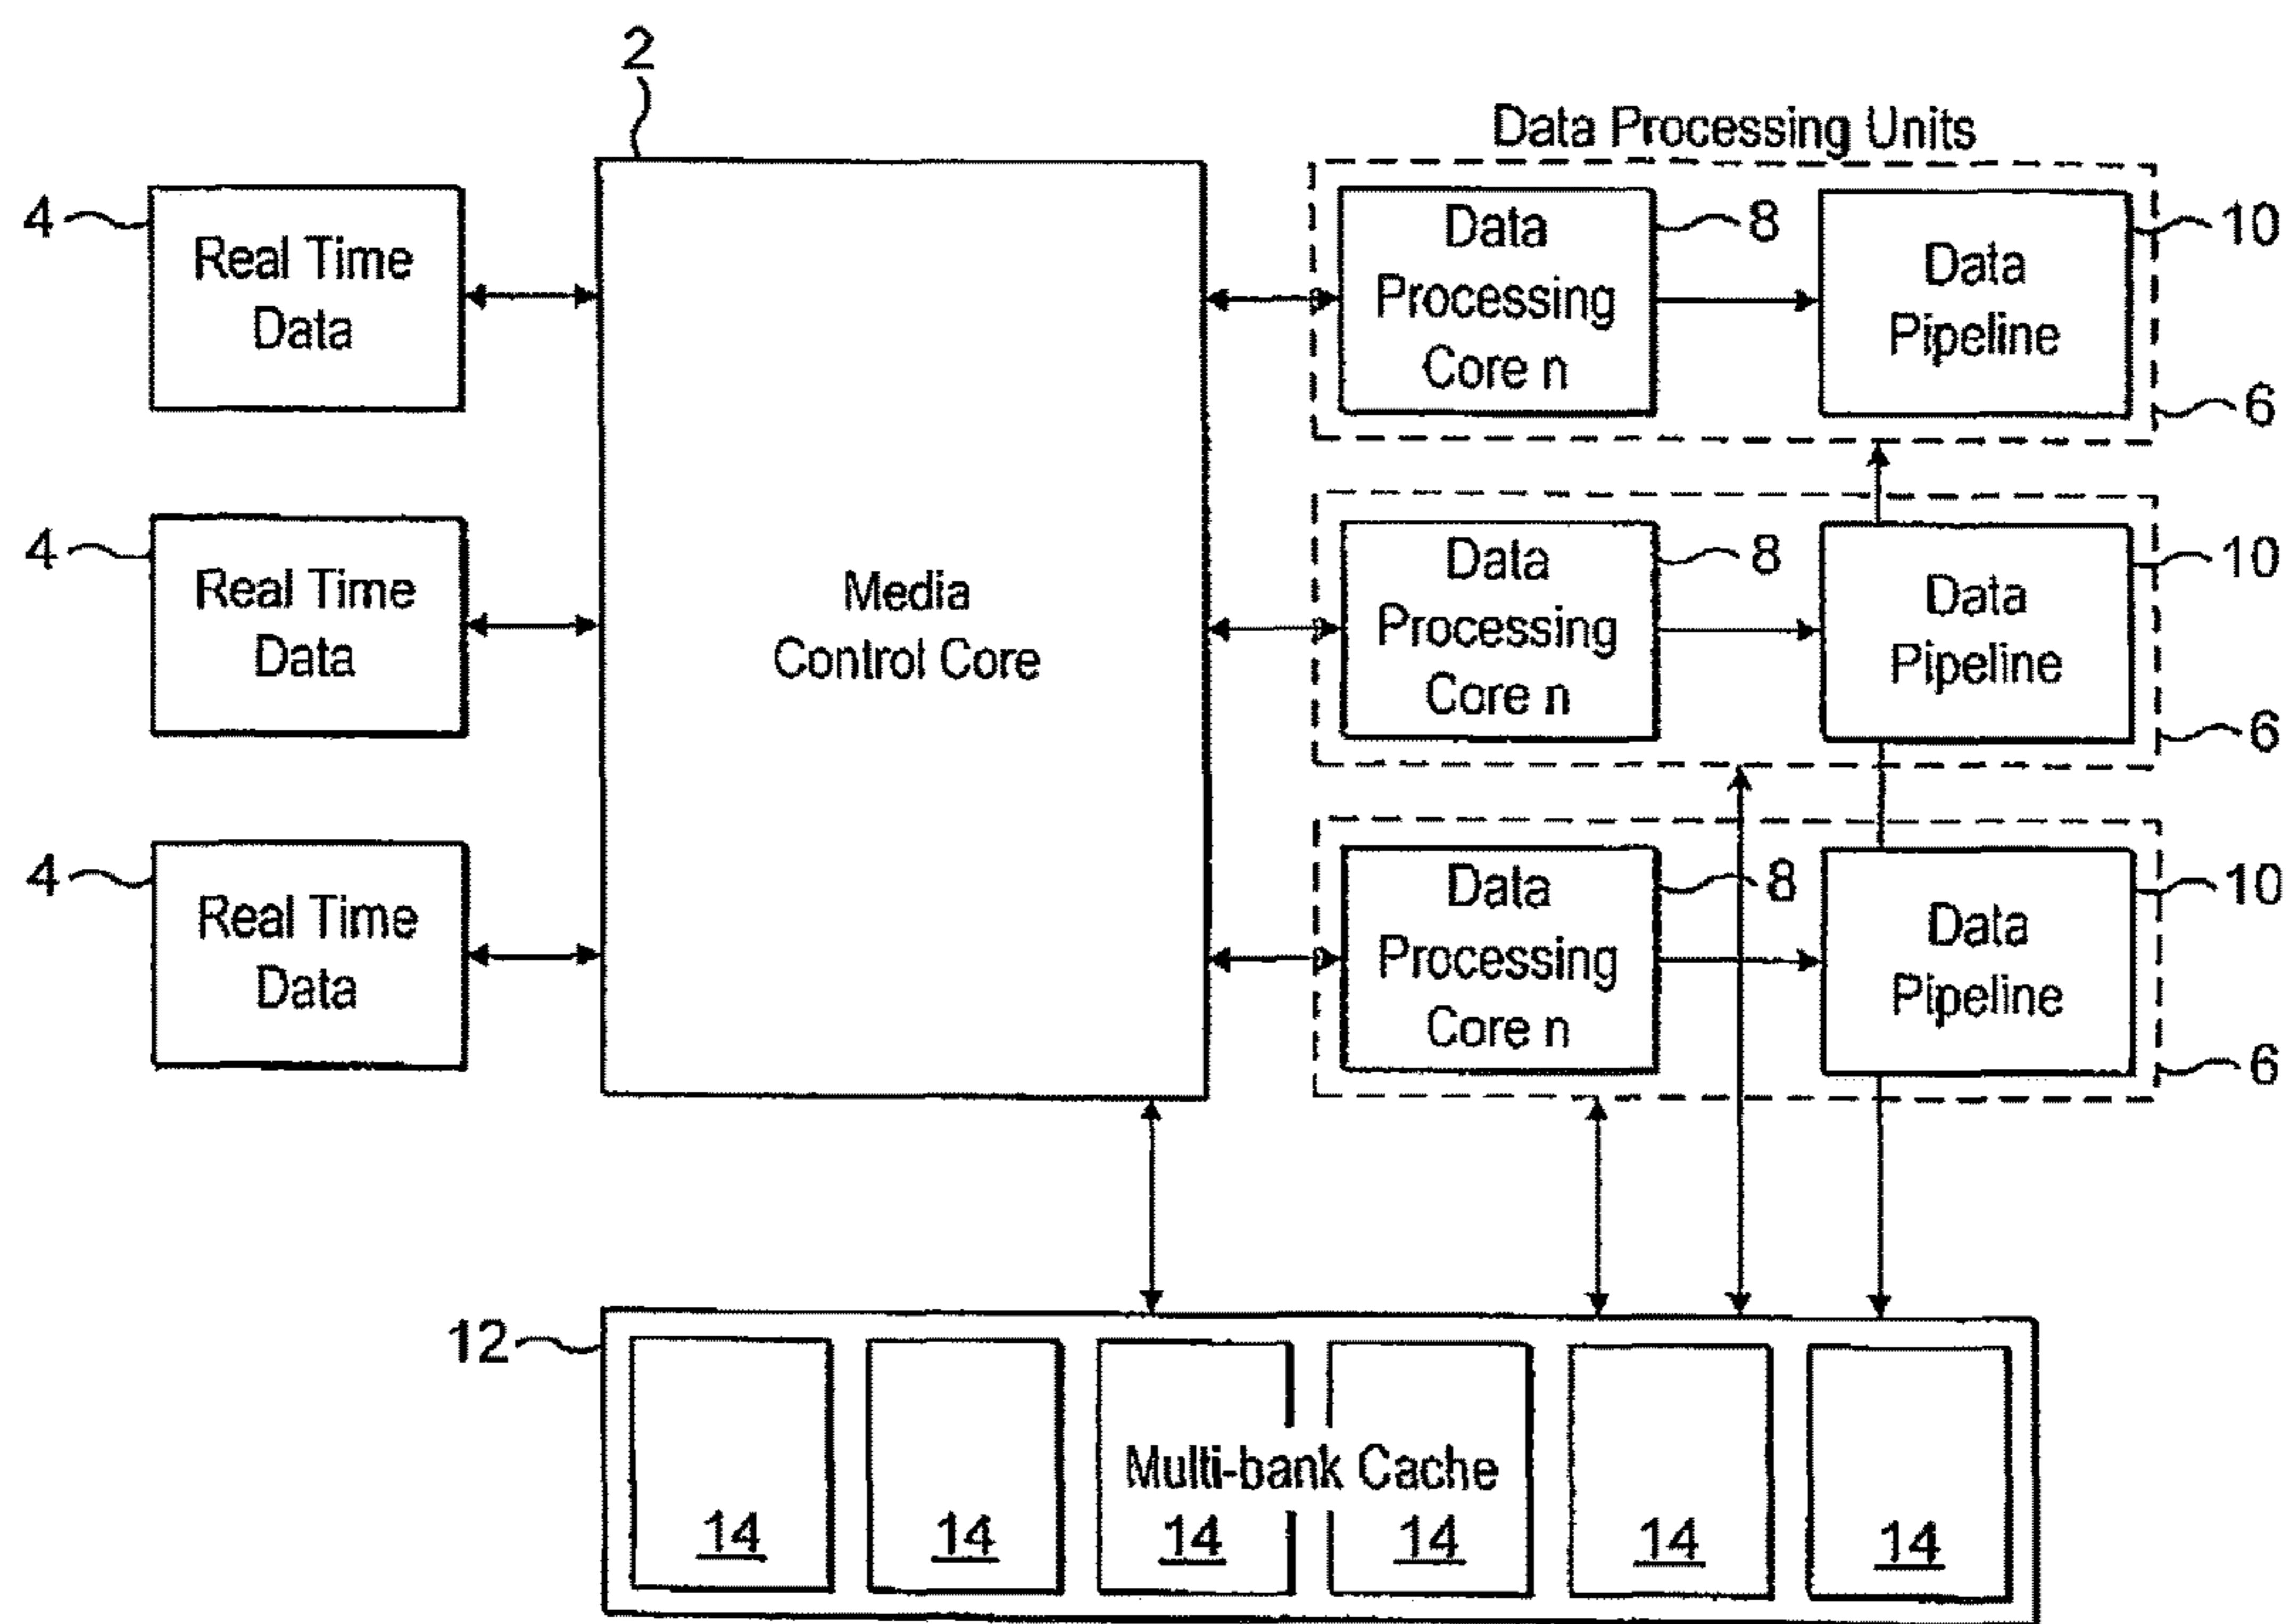 2
Data Processing Units
4
Real Time
Data
Data
Processing
Core n
8
Data
Pipeline
10
6
4
Real Time
Data
Media
Control Core
Data
Processing
Core n
8
Data
Pipeline
10
6
4
Real Time
Data
Data
Processing
Core n
8
Data
Pipeline
10
6
12
Multi-bank Cache
14
14
14
14
14
14